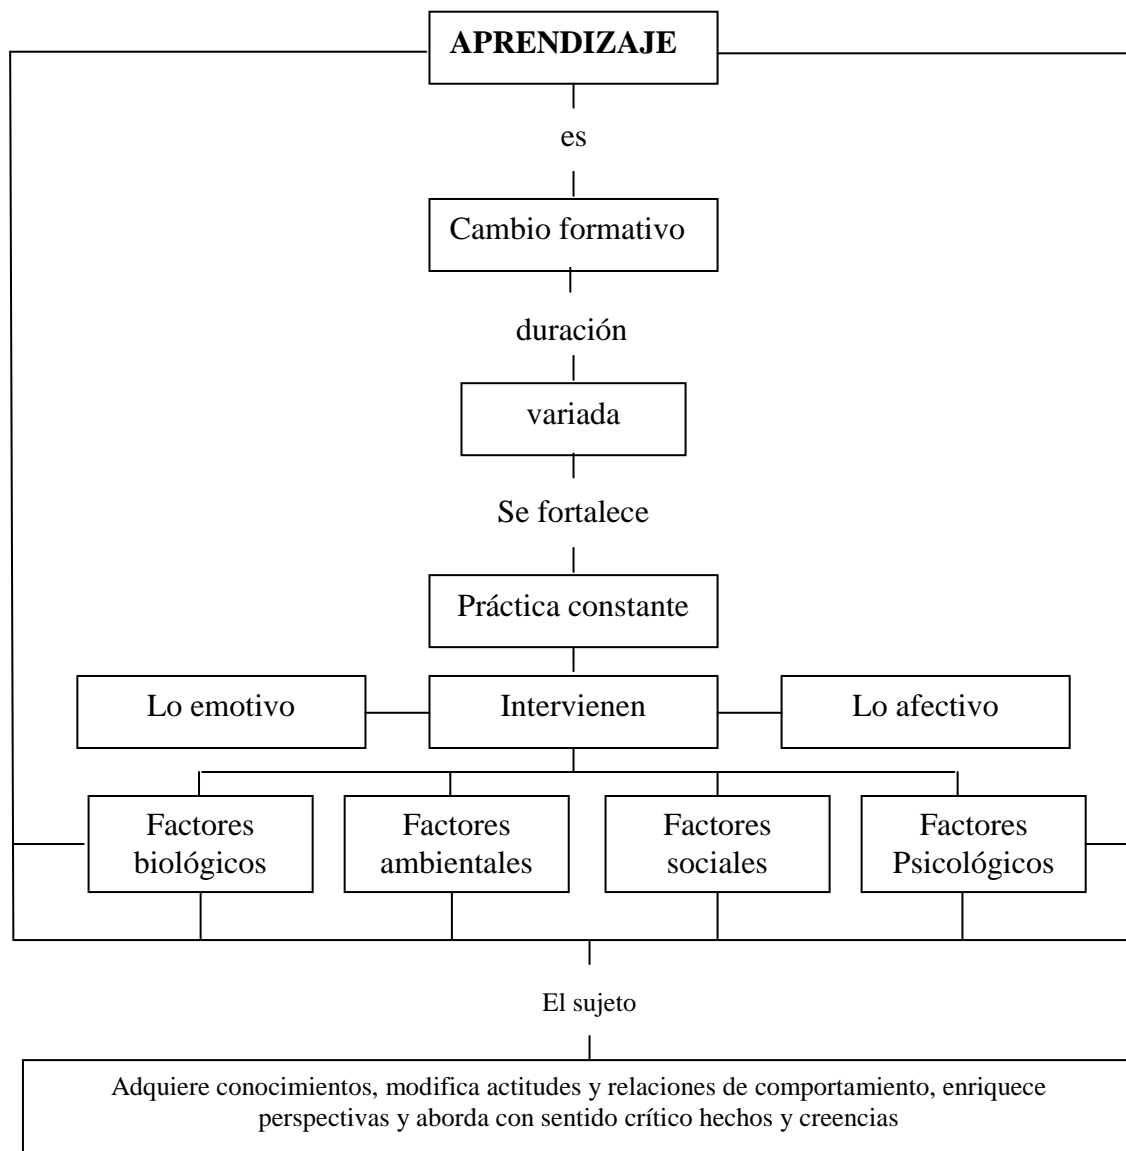 APRENDIZAJE
es
Cambio formativo
duración
variada
Se fortalece
Práctica constante
Lo emotivo
Intervienen
Lo afectivo
Factores
biológicos
Factores
ambientales
Factores
sociales
Factores
Psicológicos
El sujeto
Adquiere conocimientos, modifica actitudes y relaciones de comportamiento, enriquece
perspectivas y aborda con sentido crítico hechos y creencias